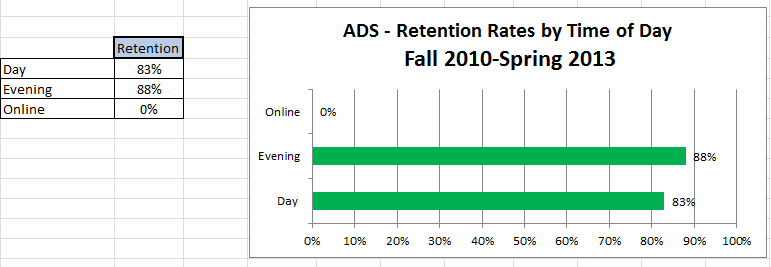 Retention
Day 83%
Evening 88%
Online 0%
ADS - Retention Rates by Time of Day
Fall 2010-Spring 2013
Online 0%
Evening 88%
Day 83%
0% 10% 20% 30% 40% 50% 60% 70% 80% 90% 100%